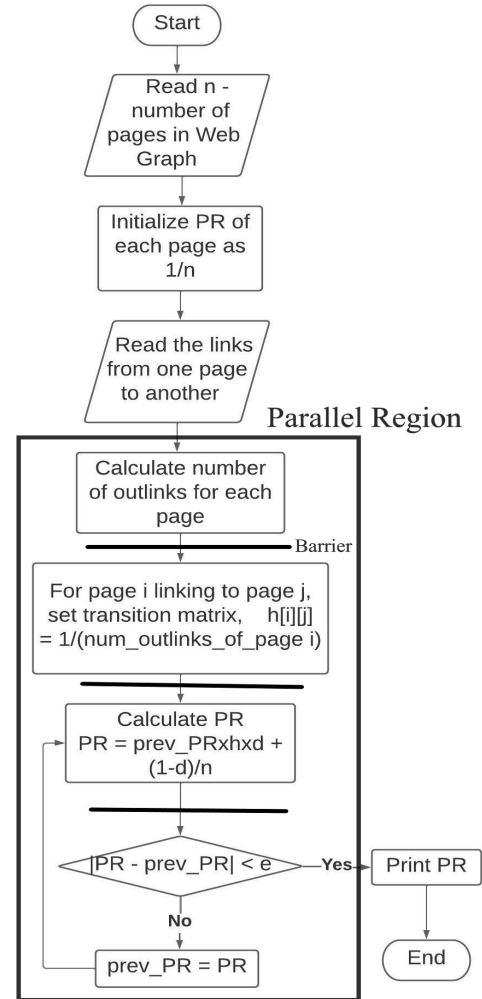 Start
Read n -
number of
pages in Web
Graph
Initialize PR of
each page as
1/n
Read the links
from one page
to another
Parallel Region
Calculate number
of outlinks for each
page
Barrier
For page i linking to page j,
set transition matrix, h[i][j]
= 1/(num_outlinks_of_page i)
Calculate PR
PR = prev_PRxhxd +
(1-d)/n
|PR - prev_PR| < e
Yes
Print PR
No
prev_PR = PR
End